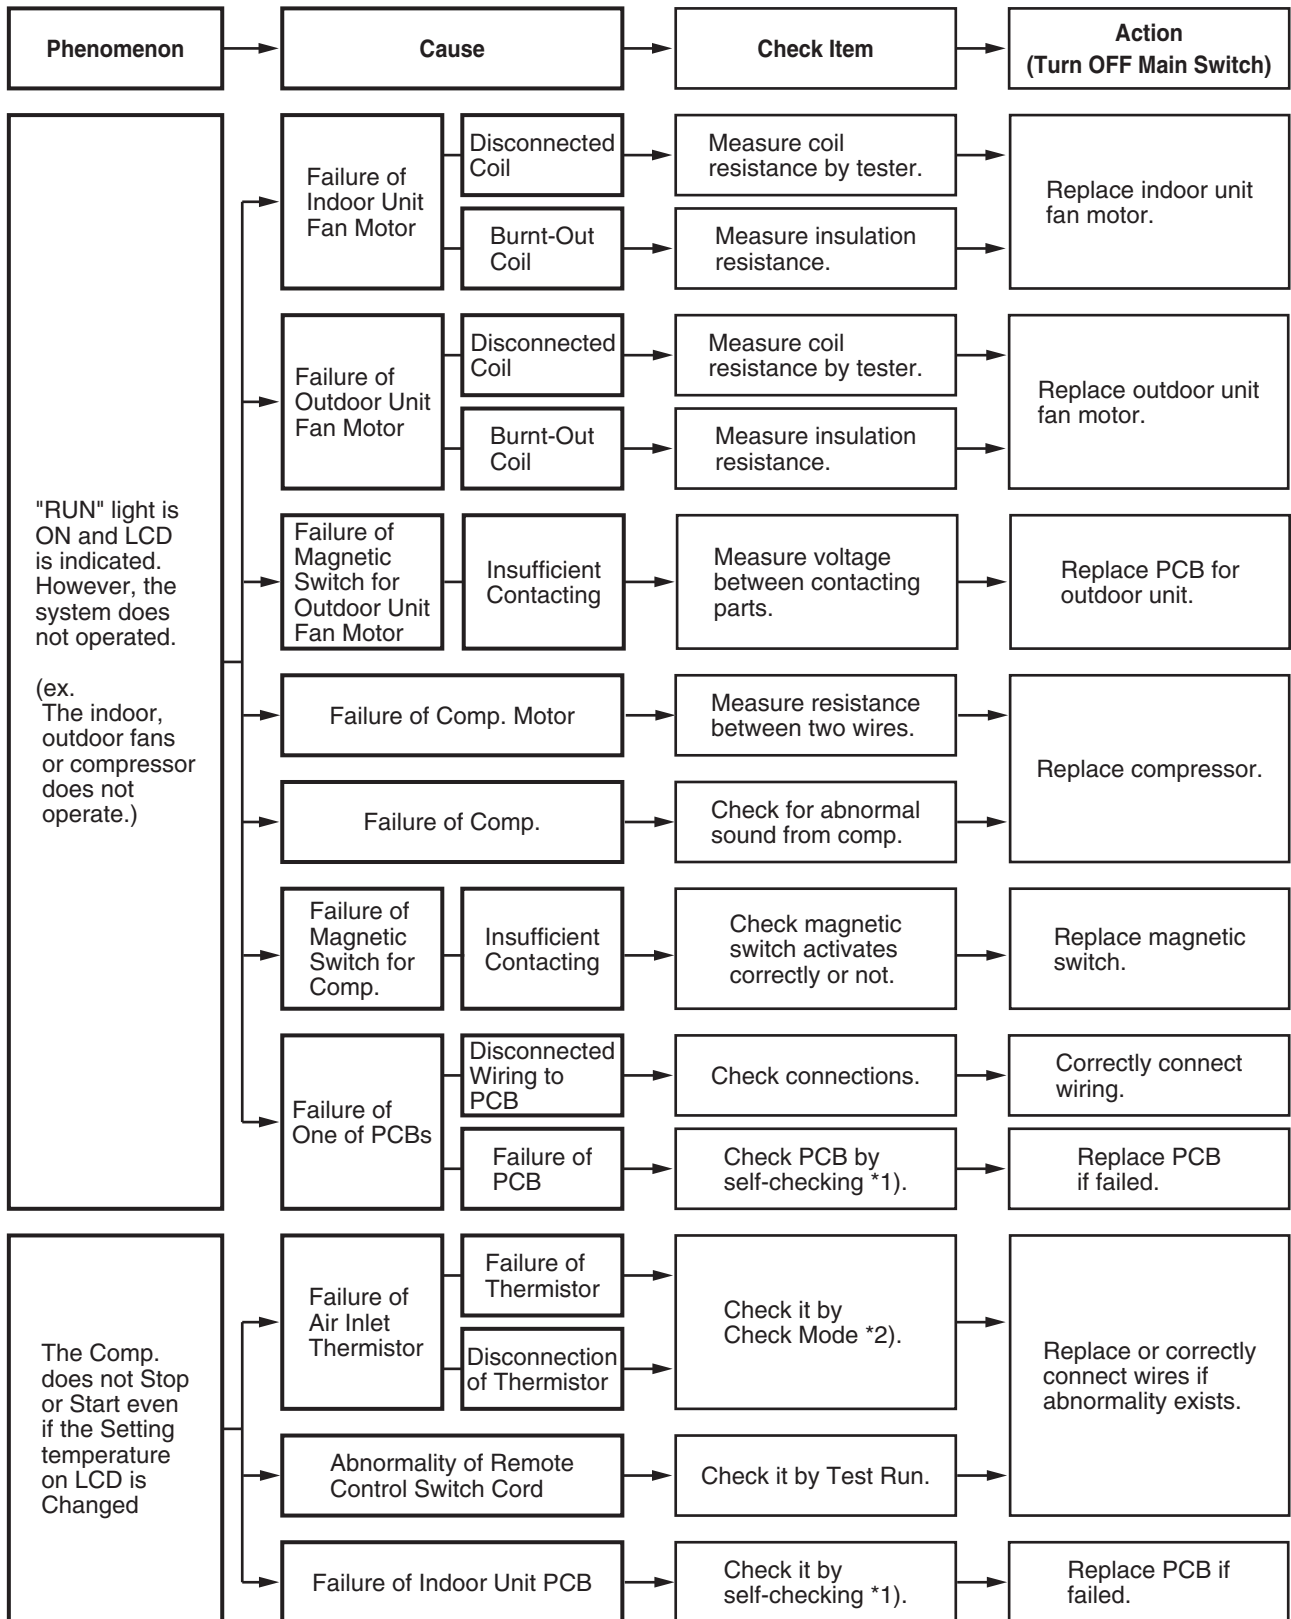 Phenomenon
Cause
Check Item
Action
(Turn OFF Main Switch)
"RUN" light is
ON and LCD
is indicated.
However, the
system does
not operated.
(ex.
The indoor,
outdoor fans
or compressor
does not
operate.)
Failure of
Indoor Unit
Fan Motor
Disconnected
Coil
Measure coil
resistance by tester.
Burnt-Out
Coil
Measure insulation
resistance.
Replace indoor unit
fan motor.
Failure of
Outdoor Unit
Fan Motor
Disconnected
Coil
Measure coil
resistance by tester.
Burnt-Out
Coil
Measure insulation
resistance.
Replace outdoor unit
fan motor.
Failure of
Magnetic
Switch for
Outdoor Unit
Fan Motor
Insufficient
Contacting
Measure voltage
between contacting
parts.
Replace PCB for
outdoor unit.
Failure of Comp. Motor
Measure resistance
between two wires.
Failure of Comp.
Check for abnormal
sound from comp.
Replace compressor.
Failure of
Magnetic
Switch for
Comp.
Insufficient
Contacting
Check magnetic
switch activates
correctly or not.
Replace magnetic
switch.
Failure of
One of PCBs
Disconnected
Wiring to
PCB
Check connections.
Correctly connect
wiring.
Failure of
PCB
Check PCB by
self-checking *1).
Replace PCB
if failed.
The Comp.
does not Stop
or Start even
if the Setting
temperature
on LCD is
Changed
Failure of
Air Inlet
Thermistor
Failure of
Thermistor
Disconnection
of Thermistor
Check it by
Check Mode *2).
Abnormality of Remote
Control Switch Cord
Check it by Test Run.
Replace or correctly
connect wires if
abnormality exists.
Failure of Indoor Unit PCB
Check it by
self-checking *1).
Replace PCB if
failed.